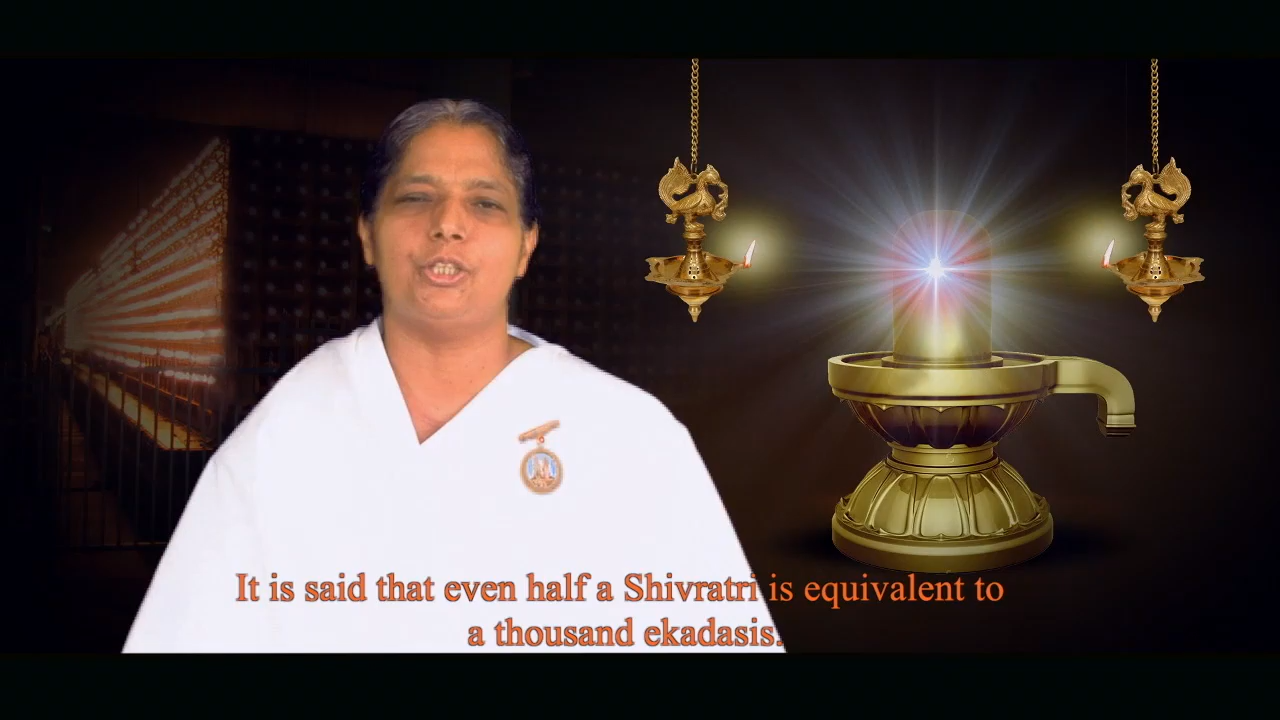 It is said that even half a Shivratri is equivalent to
a thousand ekadasis.